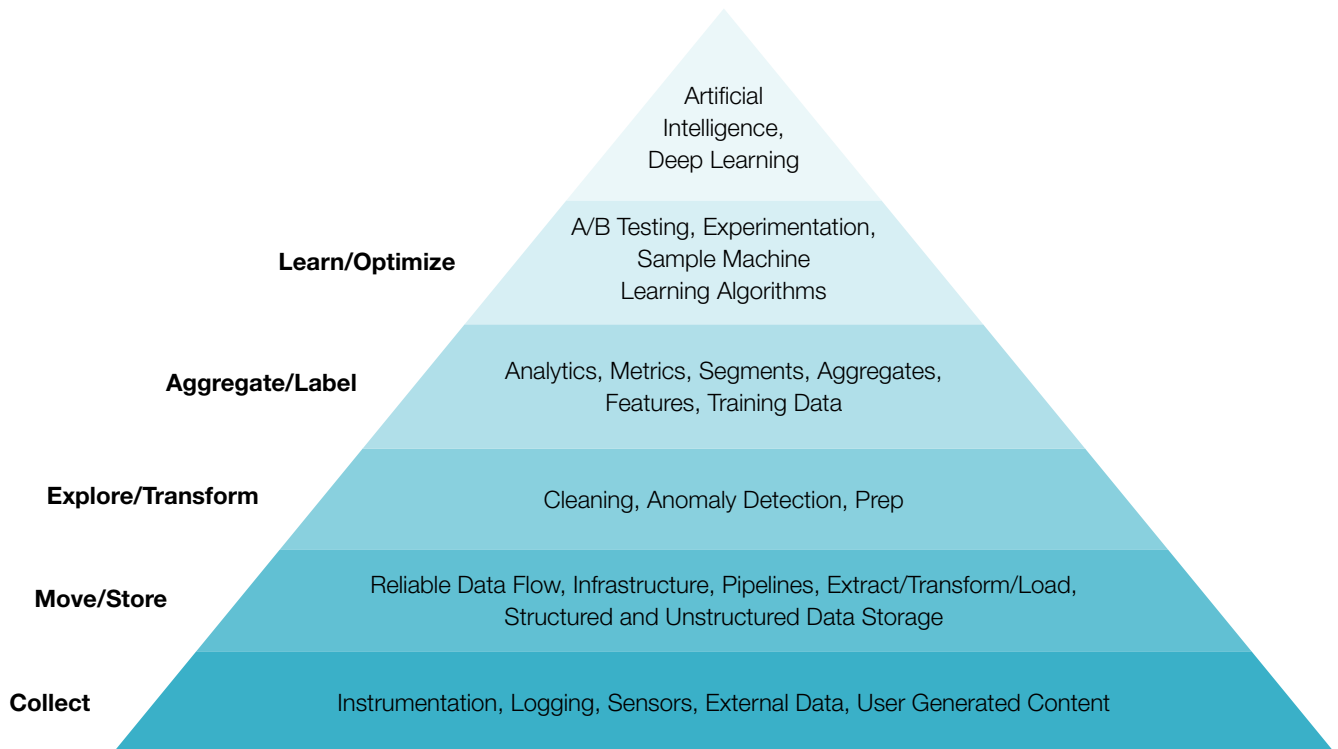 Artificial
Intelligence,
Deep Learning
Learn/Optimize
A/B Testing, Experimentation,
Sample Machine
Learning Algorithms
Aggregate/Label
Analytics, Metrics, Segments, Aggregates,
Features, Training Data
Explore/Transform
Cleaning, Anomaly Detection, Prep
Move/Store
Reliable Data Flow, Infrastructure, Pipelines, Extract/Transform/Load,
Structured and Unstructured Data Storage
Collect
Instrumentation, Logging, Sensors, External Data, User Generated Content